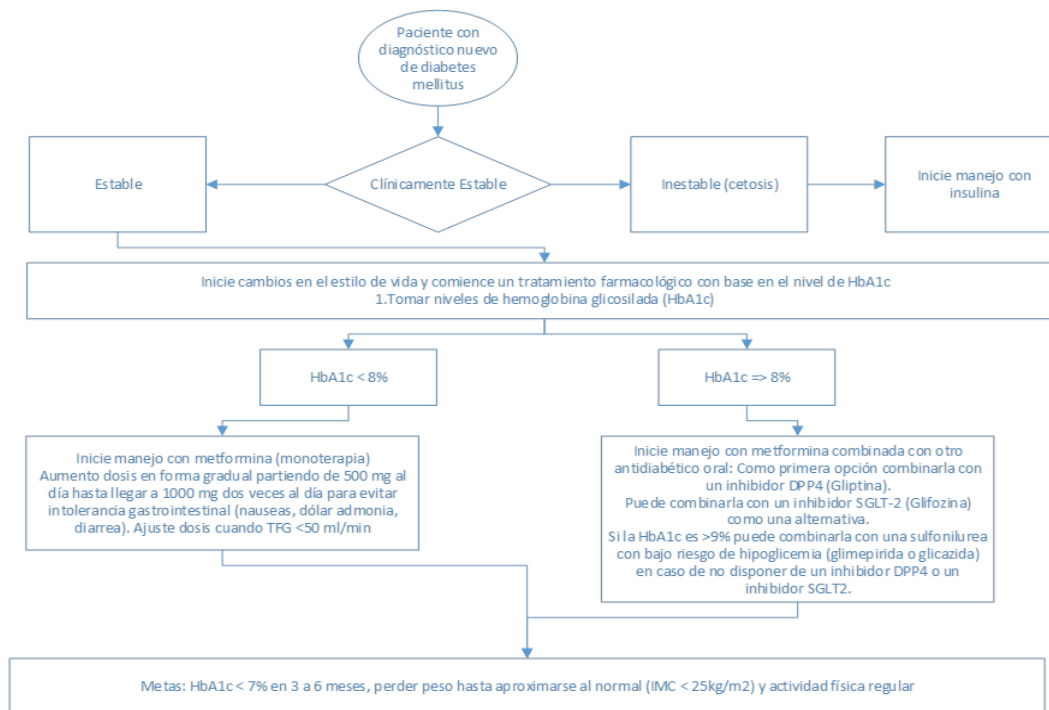 Paciente con
diagnóstico nuevo
de diabetes
mellitus
Estable
Clínicamente Estable
Inestable (cetosis)
Inicie manejo con
insulina
Inicie cambios en el estilo de vida y comience un tratamiento farmacológico con base en el nivel de HbA1c
1.Tomar niveles de hemoglobina glicosilada (HbA1c)
HbA1c < 8%
HbA1c => 8%
Inicie manejo con metformina (monoterapia)
Aumento dosis en forma gradual partiendo de 500 mg al
día hasta llegar a 1000 mg dos veces al día para evitar
intolerancia gastrointestinal (nauseas, dólar admonia,
diarrea). Ajuste dosis cuando TFG <50 ml/min
Inicie manejo con metformina combinada con otro
antidiabético oral: Como primera opción combinarla con
un inhibidor DPP4 (Gliptina).
Puede combinarla con un inhibidor SGLT-2 (Glifozina)
como una alternativa.
Si la HbA1c es >9% puede combinarla con una sulfonilurea
con bajo riesgo de hipoglicemia (glimepirida o glicazida)
en caso de no disponer de un inhibidor DPP4 o un
inhibidor SGLT2.
Metas: HbA1c < 7% en 3 a 6 meses, perder peso hasta aproximarse al normal (IMC < 25kg/m2) y actividad física regular